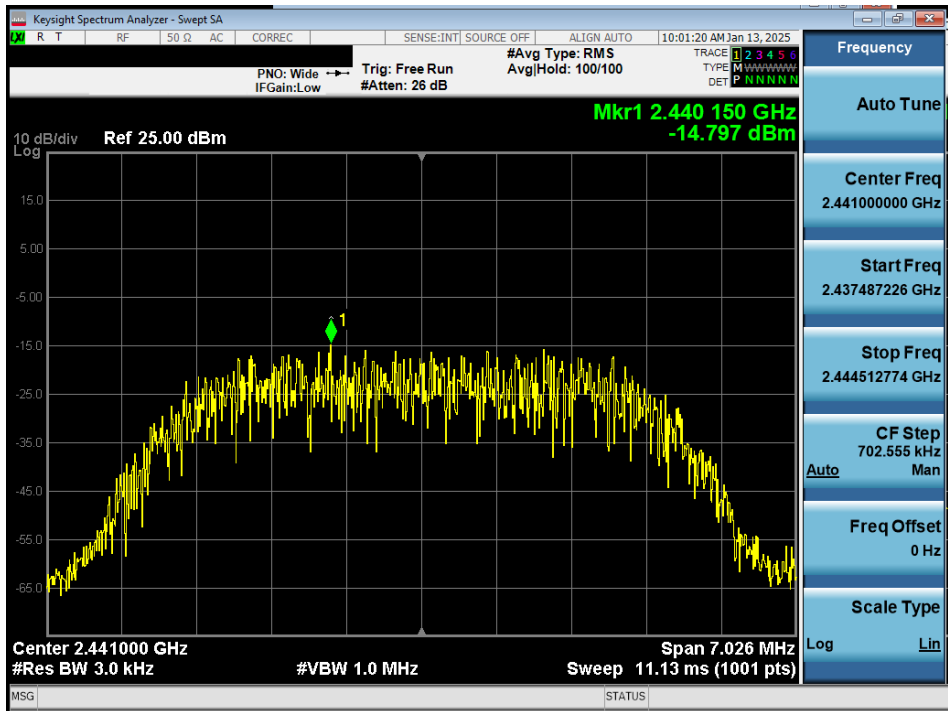 Keysight Spectrum Analyzer - Swept SA
LXI R T RF 50 Ω AC CORREC SENSE:INT SOURCE OFF ALIGN AUTO 10:01:20 AM Jan 13, 2025
PNO: Wide
IFGain:Low
Trig: Free Run
#Atten: 26 dB
#Avg Type: RMS
Avg|Hold: 100/100
TRACE 1 2 3 4 5 6
TYPE M W W W W W
DET P N N N N N
Mkr1 2.440 150 GHz
-14.797 dBm
10 dB/div Ref 25.00 dBm
Log
15.0
5.00
-5.00
1
-15.0
-25.0
-35.0
-45.0
-55.0
-65.0
Center 2.441000 GHz Span 7.026 MHz
#Res BW 3.0 kHz #VBW 1.0 MHz Sweep 11.13 ms (1001 pts)
MSG STATUS
Frequency
Auto Tune
Center Freq
2.441000000 GHz
Start Freq
2.437487226 GHz
Stop Freq
2.444512774 GHz
CF Step
702.555 kHz
Auto Man
Freq Offset
0 Hz
Scale Type
Log Lin